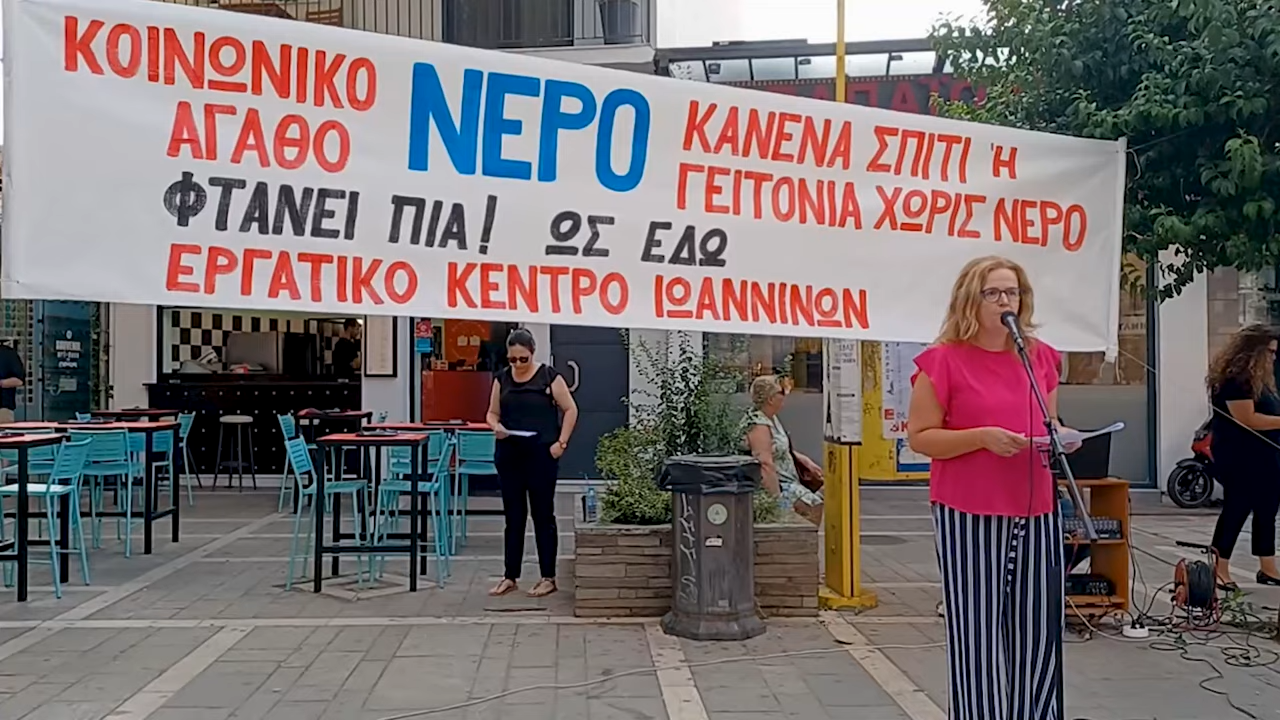 ΚΟΙΝΩΝΙΚΟ
ΑΓΑΘΟ
ΝΕΡΟ
ΚΑΝΕΝΑ ΣΠΙΤΙ Ή
ΓΕΙΤΟΝΙΑ ΧΩΡΙΣ ΝΕΡΟ
ΦΤΑΝΕΙ ΠΙΑ! ΩΣ ΕΔΩ
ΕΡΓΑΤΙΚΟ ΚΕΝΤΡΟ ΙΩΑΝΝΙΝΩΝ